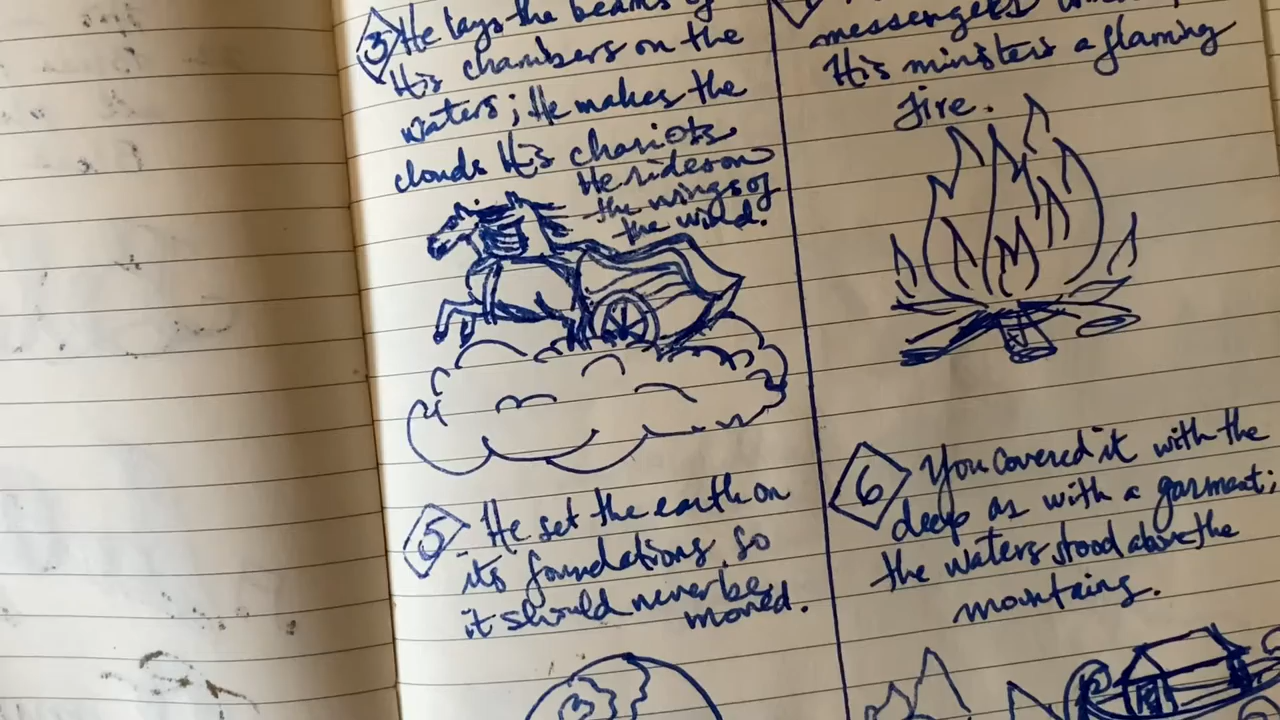 3 He lays the beams of
His chambers on the
waters; He makes the
clouds His chariots
He rides on
the wings of
the wind.
messengers
His ministers a flaming
fire.
5 He set the earth on
its foundations, so
it should never be
moved.
6 You covered it with the
deep as with a garment;
the waters stood above the
mountains.